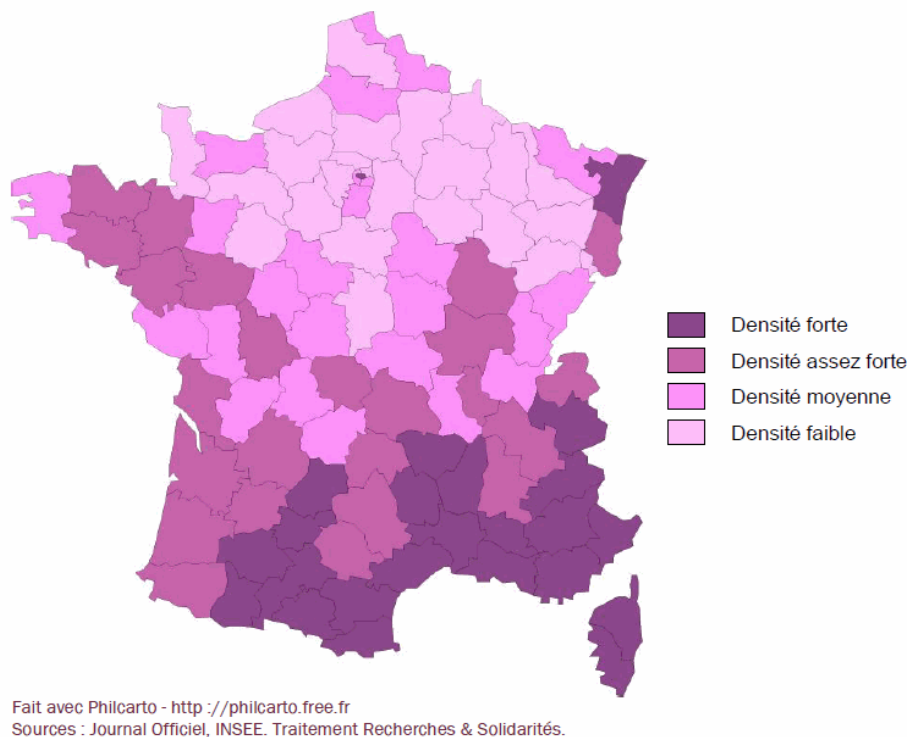 Densité forte
Densité assez forte
Densité moyenne
Densité faible
Fait avec Philcarto - http ://philcarto.free.fr
Sources : Journal Officiel, INSEE. Traitement Recherches & Solidarités.